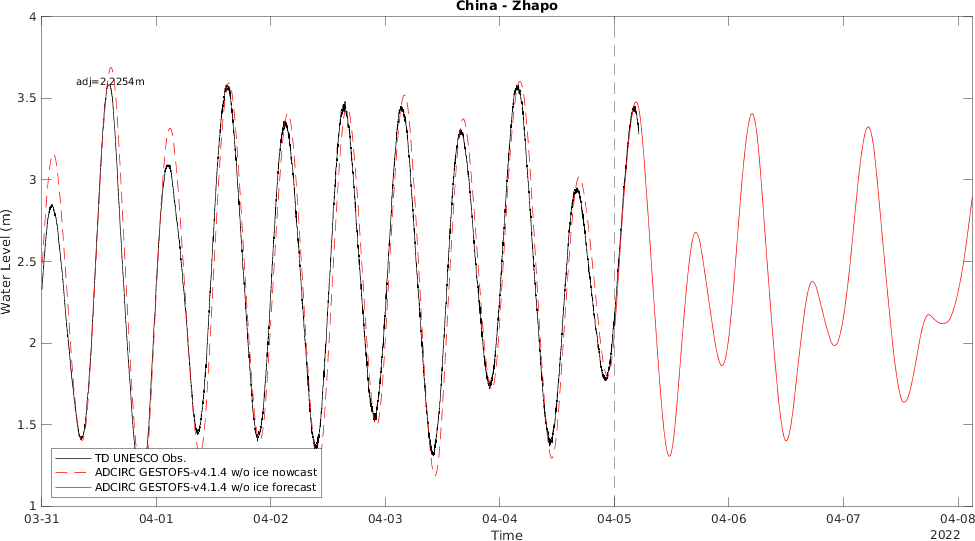 China - Zhapo
adj=2.2254m
4
3.5
3
2.5
2
1.5
1
Water Level (m)
TD UNESCO Obs.
ADCIRC GESTOFS-v4.1.4 w/o ice nowcast
ADCIRC GESTOFS-v4.1.4 w/o ice forecast
03-31 04-01 04-02 04-03 04-04 04-05 04-06 04-07 04-08
Time
2022